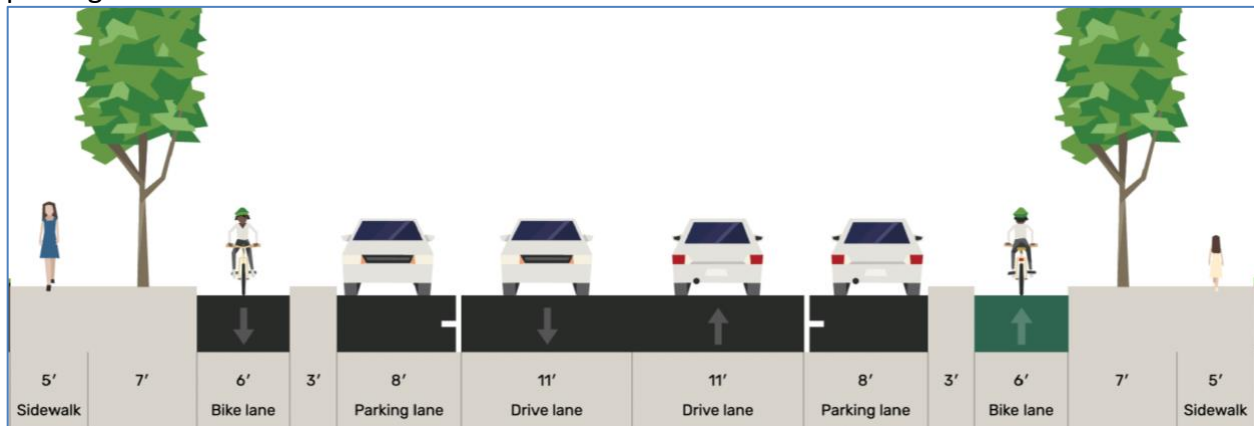 5′ 7′ 6′ 3′ 8′ 11′ 11′ 8′ 3′ 6′ 7′ 5′
Sidewalk Bike lane Parking lane Drive lane Drive lane Parking lane Bike lane Sidewalk